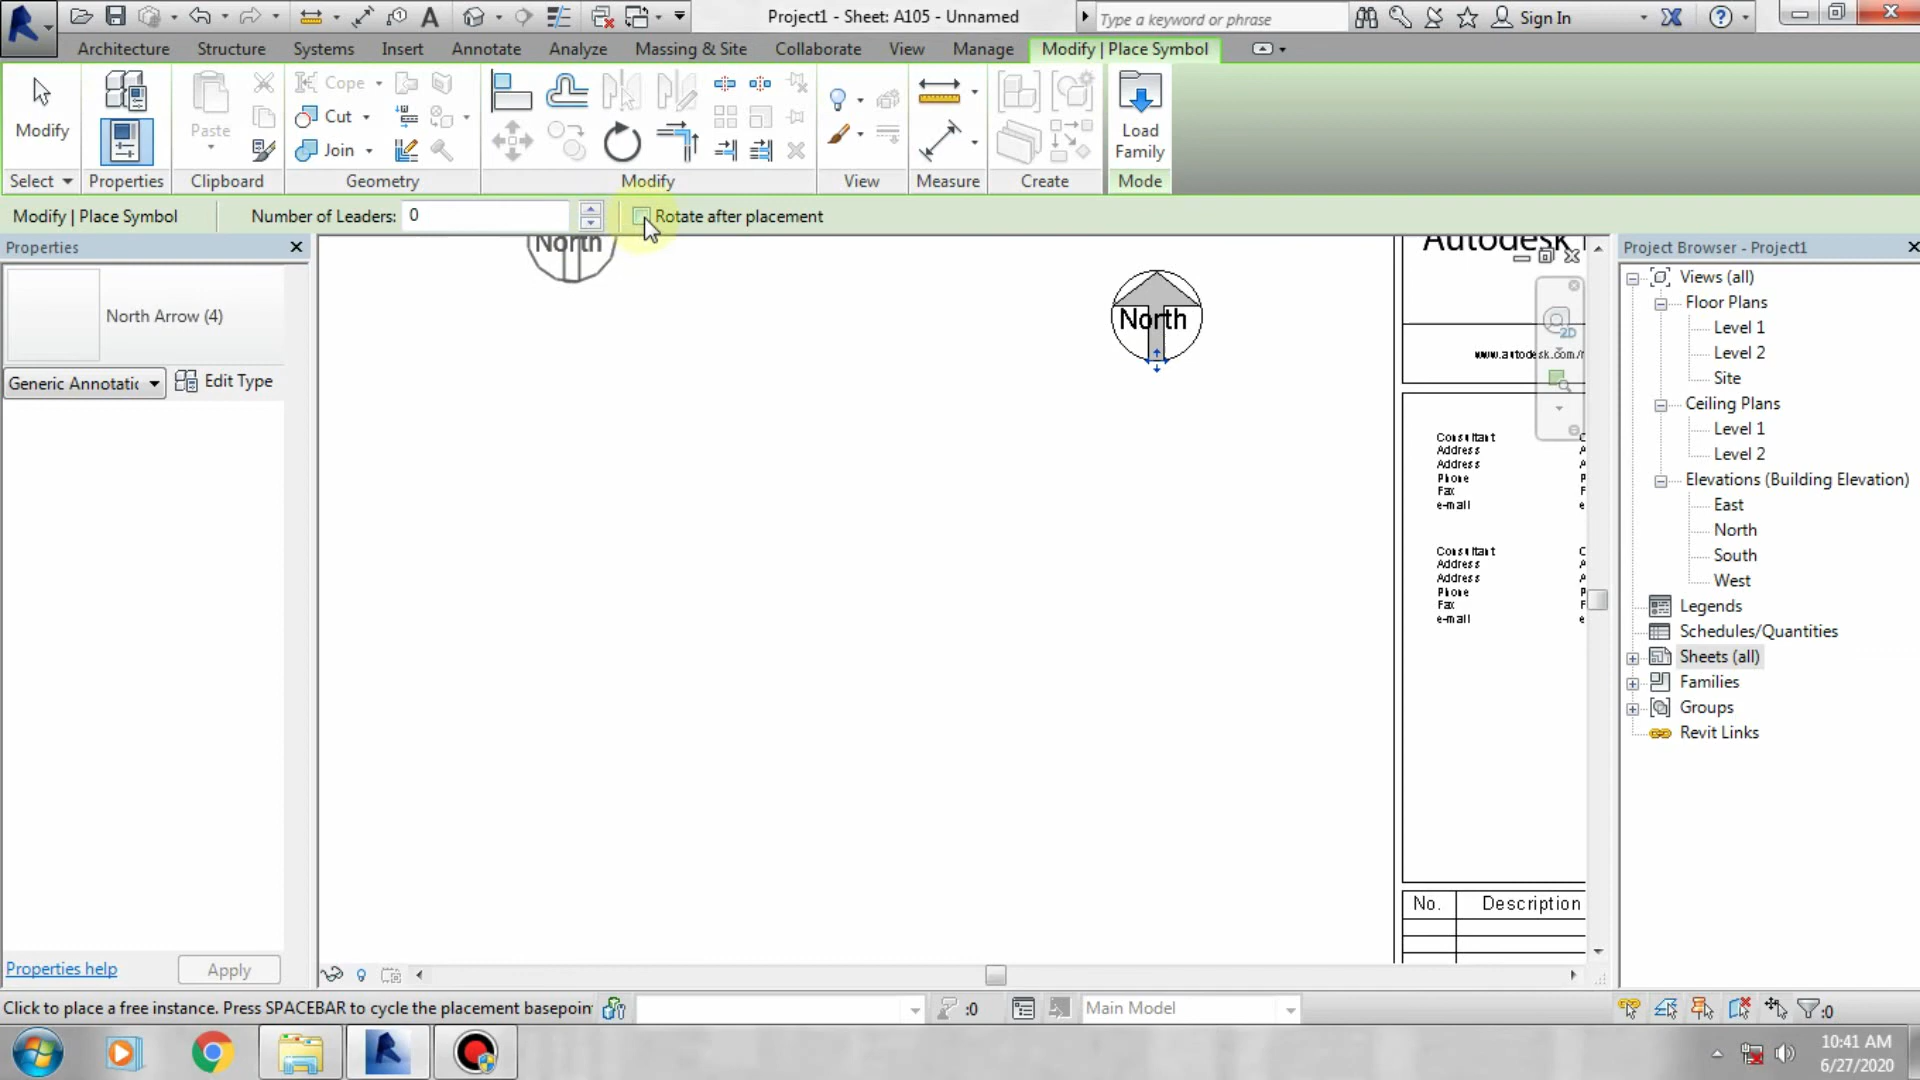 Project1 - Sheet: A105 - Unnamed
Type a keyword or phrase
Sign In
Architecture
Structure
Systems
Insert
Annotate
Analyze
Massing & Site
Collaborate
View
Manage
Modify | Place Symbol
Modify
Paste
Cope
Cut
Join
Load
Family
Select
Properties
Clipboard
Geometry
Modify
View
Measure
Create
Mode
Modify | Place Symbol
Number of Leaders:
0
Rotate after placement
Properties
North Arrow (4)
Generic Annotatic
Edit Type
Properties help
Apply
North
North
Autodesk
www.autodesk.com/r
Consultant
Address
Address
Phone
Fax
e-mail
Consultant
Address
Address
Phone
Fax
e-mail
No.
Description
2D
Project Browser - Project1
Views (all)
Floor Plans
Level 1
Level 2
Site
Ceiling Plans
Level 1
Level 2
Elevations (Building Elevation)
East
North
South
West
Legends
Schedules/Quantities
Sheets (all)
Families
Groups
Revit Links
Click to place a free instance. Press SPACEBAR to cycle the placement basepoin
:0
Main Model
:0
10:41 AM
6/27/2020